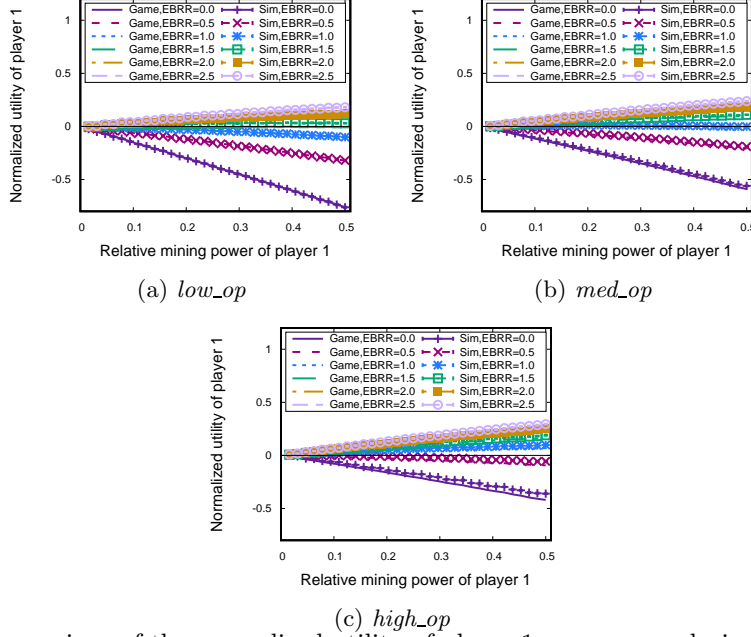 Normalized utility of player 1
1
0.5
0
-0.5
Game,EBRR=0.0 Sim,EBRR=0.0
Game,EBRR=0.5 Sim,EBRR=0.5
Game,EBRR=1.0 Sim,EBRR=1.0
Game,EBRR=1.5 Sim,EBRR=1.5
Game,EBRR=2.0 Sim,EBRR=2.0
Game,EBRR=2.5 Sim,EBRR=2.5
0 0.1 0.2 0.3 0.4 0.5
Relative mining power of player 1
(a) low_op
Normalized utility of player 1
1
0.5
0
-0.5
Game,EBRR=0.0 Sim,EBRR=0.0
Game,EBRR=0.5 Sim,EBRR=0.5
Game,EBRR=1.0 Sim,EBRR=1.0
Game,EBRR=1.5 Sim,EBRR=1.5
Game,EBRR=2.0 Sim,EBRR=2.0
Game,EBRR=2.5 Sim,EBRR=2.5
0 0.1 0.2 0.3 0.4 0.5
Relative mining power of player 1
(b) med_op
Normalized utility of player 1
1
0.5
0
-0.5
Game,EBRR=0.0 Sim,EBRR=0.0
Game,EBRR=0.5 Sim,EBRR=0.5
Game,EBRR=1.0 Sim,EBRR=1.0
Game,EBRR=1.5 Sim,EBRR=1.5
Game,EBRR=2.0 Sim,EBRR=2.0
Game,EBRR=2.5 Sim,EBRR=2.5
0 0.1 0.2 0.3 0.4 0.5
Relative mining power of player 1
(c) high_op